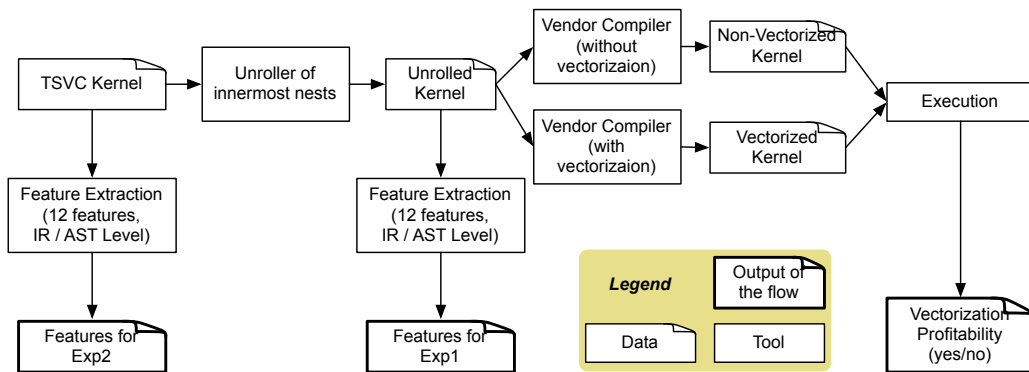 Vendor Compiler
(without
vectorizaion)
Non-Vectorized
Kernel
TSVC Kernel
Unroller of
innermost nests
Unrolled
Kernel
Execution
Vendor Compiler
(with
vectorizaion)
Vectorized
Kernel
Feature Extraction
(12 features,
IR / AST Level)
Feature Extraction
(12 features,
IR / AST Level)
Legend
Output of
the flow
Data
Tool
Features for
Exp2
Features for
Exp1
Vectorization
Profitability
(yes/no)